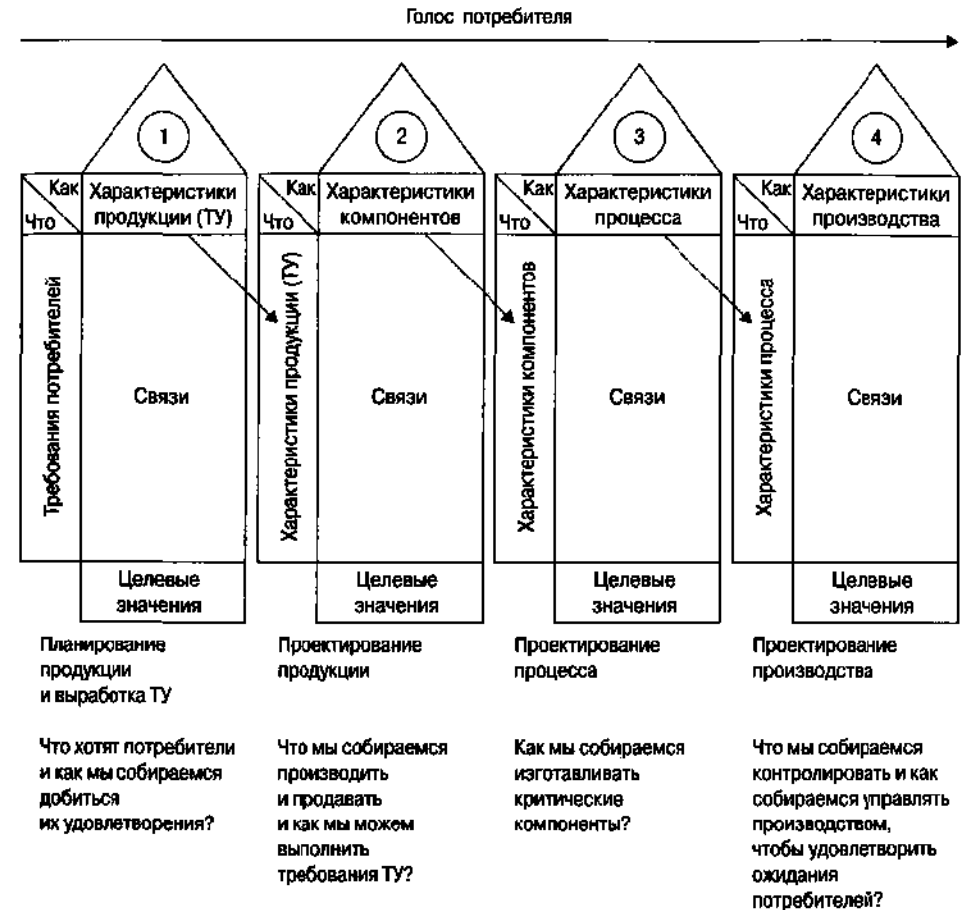 Голос потребителя
1
Как
Что
Характеристики
продукции (ТУ)
Требования потребителей
Связи
Целевые
значения
Планирование
продукции
и выработка ТУ
Что хотят потребители
и как мы собираемся
добиться
их удовлетворения?
2
Как
Что
Характеристики
компонентов
Характеристики продукции (ТУ)
Связи
Целевые
значения
Проектирование
продукции
Что мы собираемся
производить
и продавать
и как мы можем
выполнить
требования ТУ?
3
Как
Что
Характеристики
процесса
Характеристики компонентов
Связи
Целевые
значения
Проектирование
процесса
Как мы собираемся
изготавливать
критические
компоненты?
4
Как
Что
Характеристики
производства
Характеристики процесса
Связи
Целевые
значения
Проектирование
производства
Что мы собираемся
контролировать и как
собираемся управлять
производством,
чтобы удовлетворить
ожидания
потребителей?